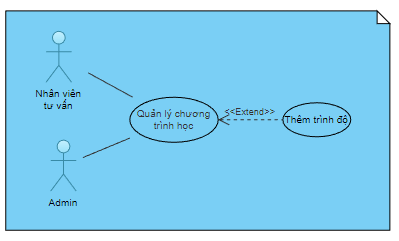 Nhân viên
tư vấn
Quản lý chương
trình học
<<Extend>>
Thêm trình độ
Admin